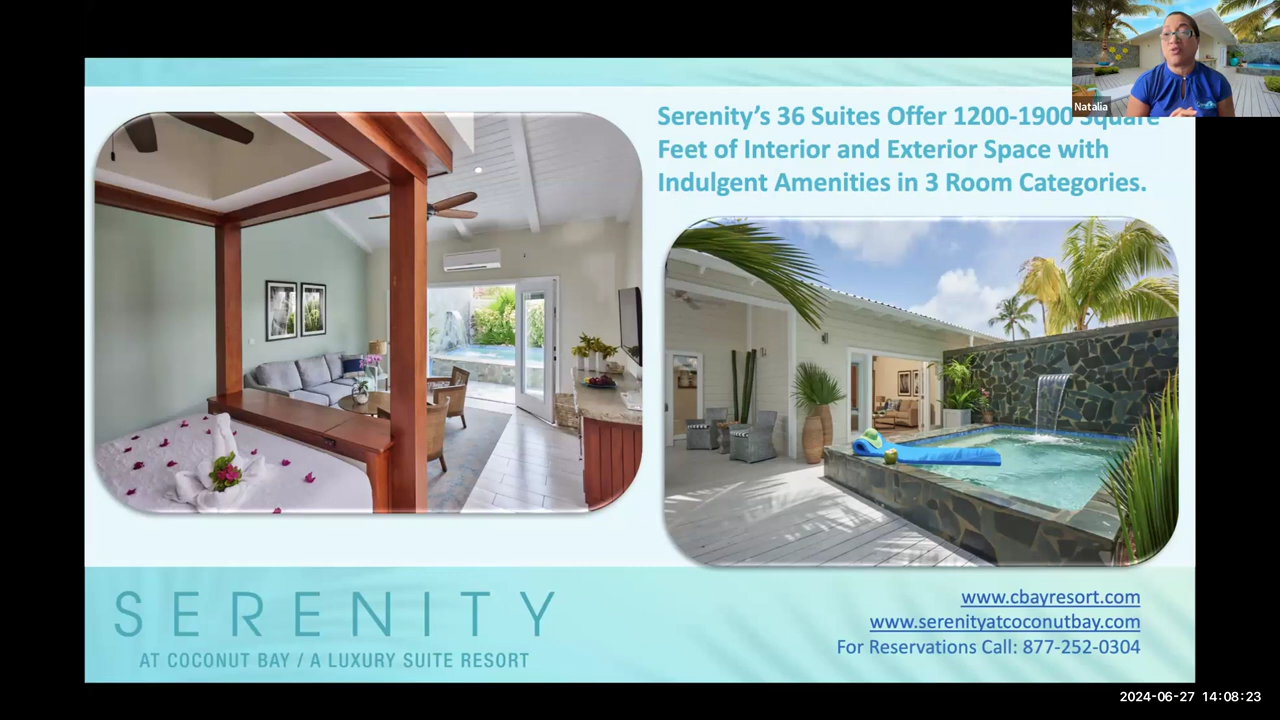 Natalia
Serenity's 36 Suites Offer 1200-1900 Square
Feet of Interior and Exterior Space with
Indulgent Amenities in 3 Room Categories.
SERENITY
AT COCONUT BAY / A LUXURY SUITE RESORT
www.cbayresort.com
www.serenityatcoconutbay.com
For Reservations Call: 877-252-0304
2024-06-27 14:08:23